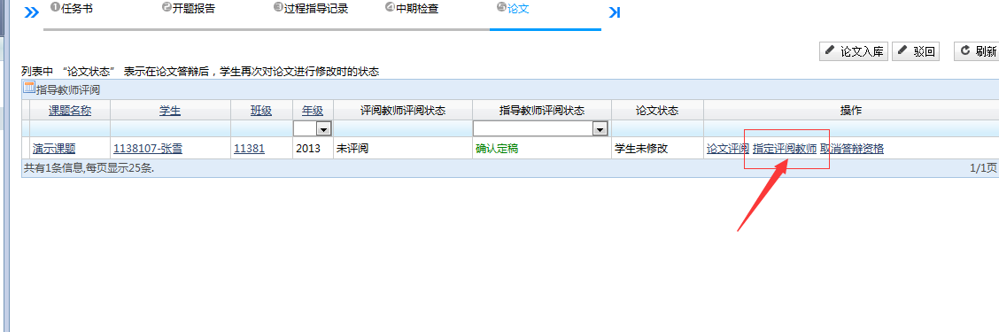 ❶任务书 ❷开题报告 ❸过程指导记录 ❹中期检查 ❺论文
论文入库 驳回 刷新
列表中 “论文状态” 表示在论文答辩后，学生再次对论文进行修改时的状态
指导教师评阅
课题名称 学生 班级 年级 评阅教师评阅状态 指导教师评阅状态 论文状态 操作
演示课题 1138107-张雪 11381 2013 未评阅 确认定稿 学生未修改 论文评阅 指定评阅教师 取消答辩资格
共有1条信息,每页显示25条. 1/1页